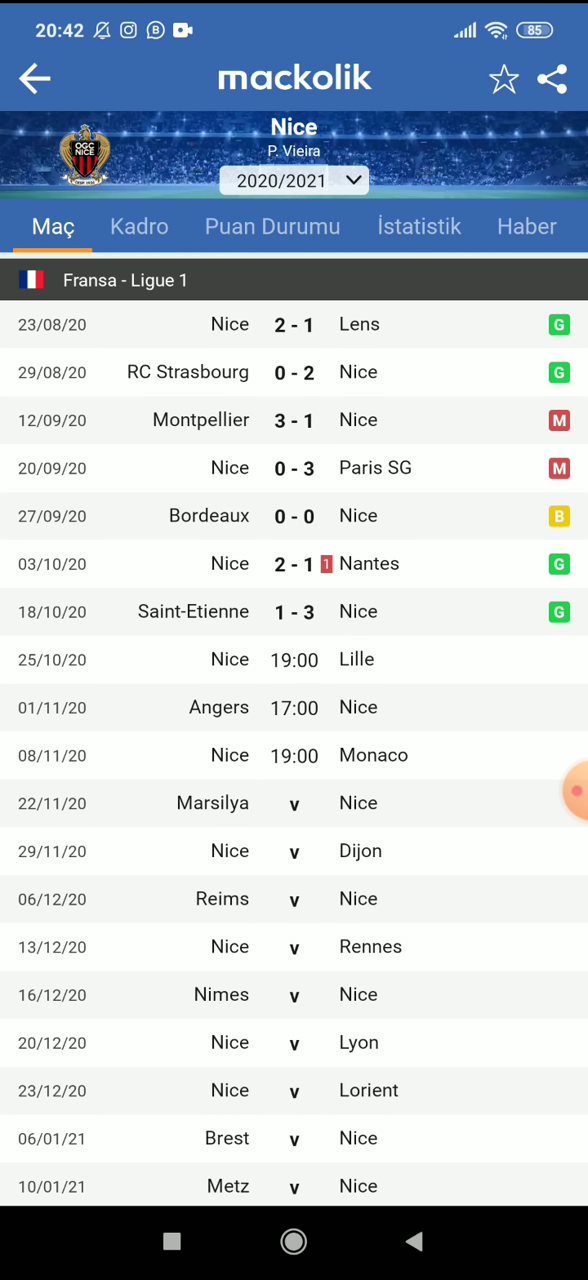 20:42 85
mackolik
OGC NICE
Nice
P. Vieira
2020/2021
Maç Kadro Puan Durumu İstatistik Haber
Fransa - Ligue 1
23/08/20 Nice 2 - 1 Lens G
29/08/20 RC Strasbourg 0 - 2 Nice G
12/09/20 Montpellier 3 - 1 Nice M
20/09/20 Nice 0 - 3 Paris SG M
27/09/20 Bordeaux 0 - 0 Nice B
03/10/20 Nice 2 - 1 1 Nantes G
18/10/20 Saint-Etienne 1 - 3 Nice G
25/10/20 Nice 19:00 Lille
01/11/20 Angers 17:00 Nice
08/11/20 Nice 19:00 Monaco
22/11/20 Marsilya v Nice
29/11/20 Nice v Dijon
06/12/20 Reims v Nice
13/12/20 Nice v Rennes
16/12/20 Nimes v Nice
20/12/20 Nice v Lyon
23/12/20 Nice v Lorient
06/01/21 Brest v Nice
10/01/21 Metz v Nice